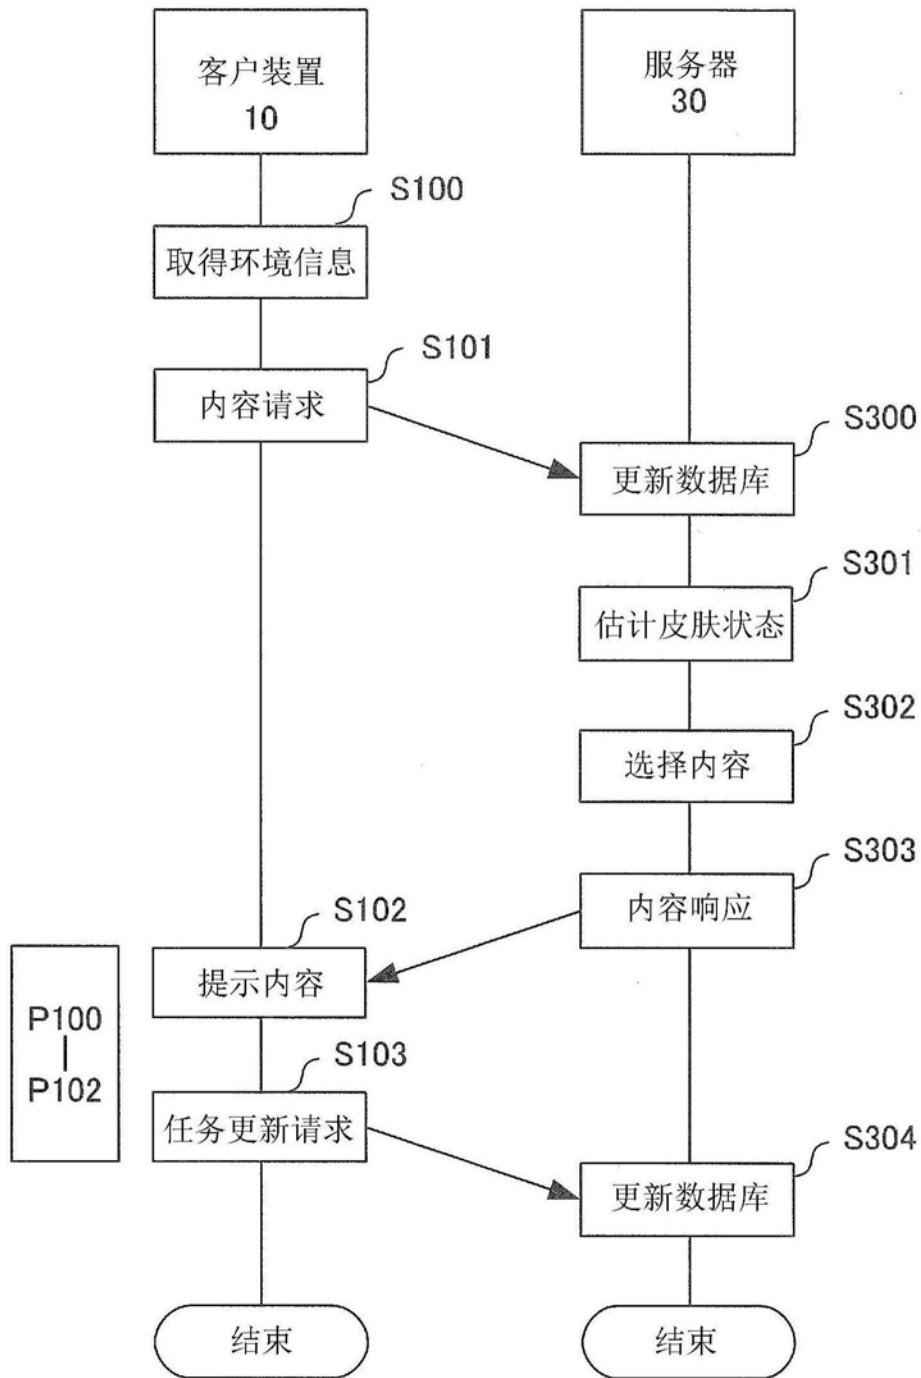 客户装置
10
服务器
30
S100
取得环境信息
S101
内容请求
S300
更新数据库
S301
估计皮肤状态
S302
选择内容
S303
内容响应
S102
提示内容
P100
P102
S103
任务更新请求
S304
更新数据库
结束
结束